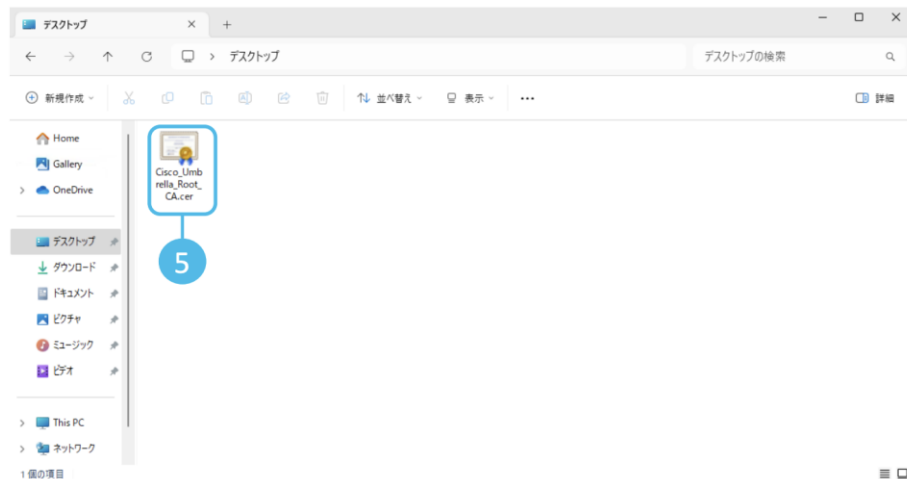 デスクトップ
デスクトップ
デスクトップの検索
新規作成
並べ替え
表示
詳細
Home
Gallery
OneDrive
デスクトップ
ダウンロード
ドキュメント
ピクチャ
ミュージック
ビデオ
This PC
ネットワーク
Cisco_Umb
rella_Root_
CA.cer
5
1 個の項目